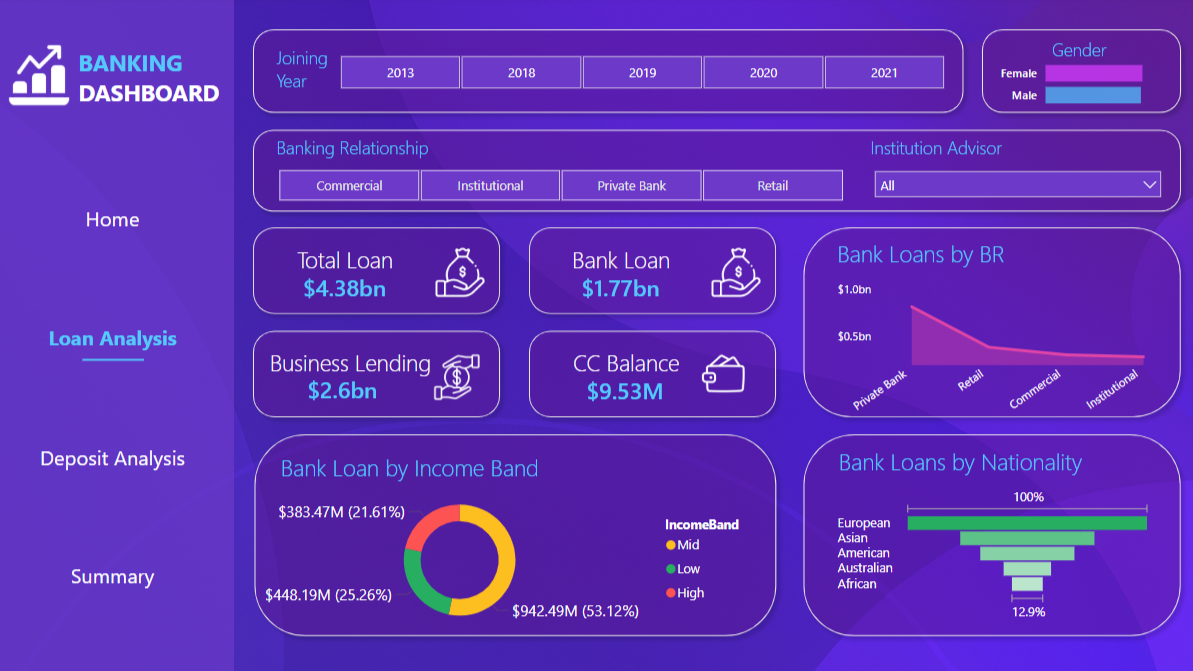 BANKING
DASHBOARD
Home
Loan Analysis
Deposit Analysis
Summary
Joining
Year
2013
2018
2019
2020
2021
Gender
Female
Male
Banking Relationship
Commercial
Institutional
Private Bank
Retail
Institution Advisor
All
Total Loan
$4.38bn
$
Bank Loan
$1.77bn
$
Business Lending
$2.6bn
$
CC Balance
$9.53M
Bank Loans by BR
$1.0bn
$0.5bn
Private Bank
Retail
Commercial
Institutional
Bank Loan by Income Band
$383.47M (21.61%)
$448.19M (25.26%)
$942.49M (53.12%)
IncomeBand
Mid
Low
High
Bank Loans by Nationality
100%
European
Asian
American
Australian
African
12.9%